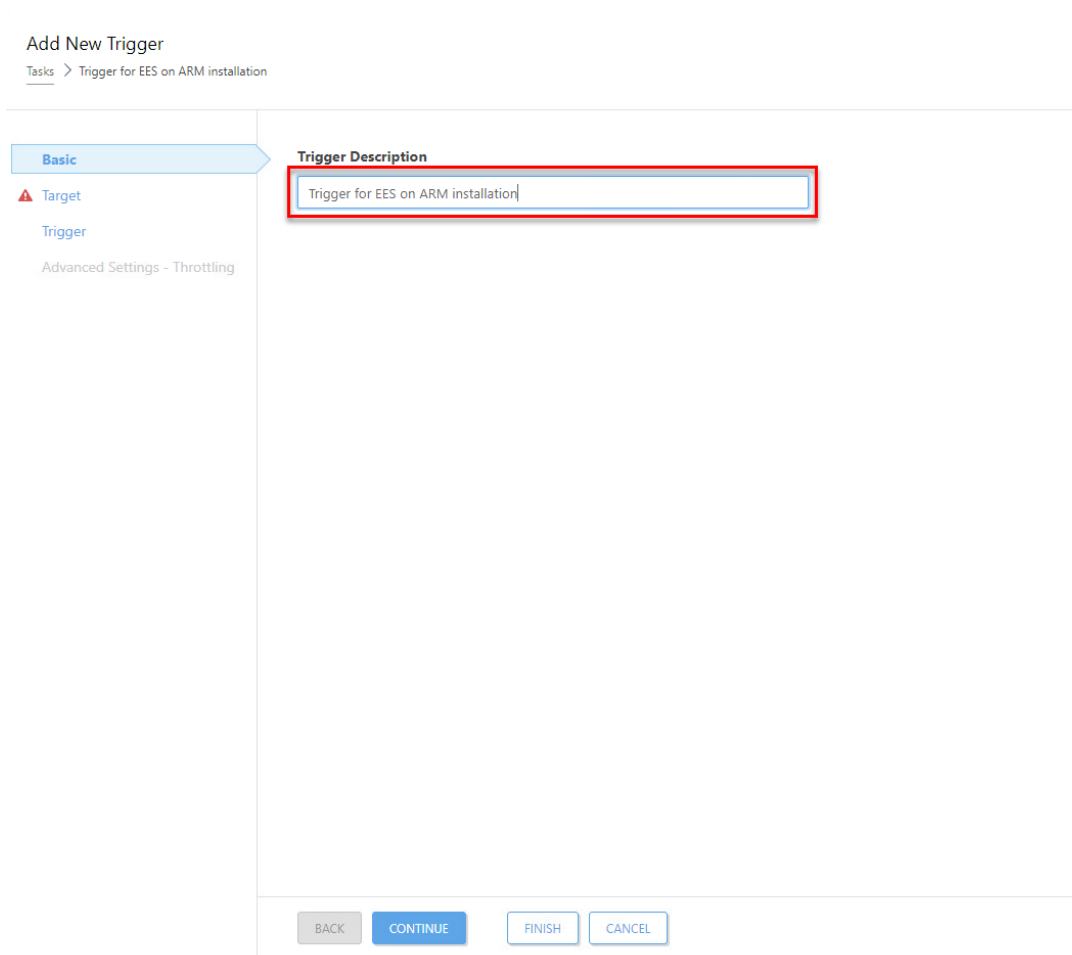 Add New Trigger
Tasks > Trigger for EES on ARM installation
Basic
Target
Trigger
Advanced Settings - Throttling
Trigger Description
Trigger for EES on ARM installation
BACK CONTINUE FINISH CANCEL